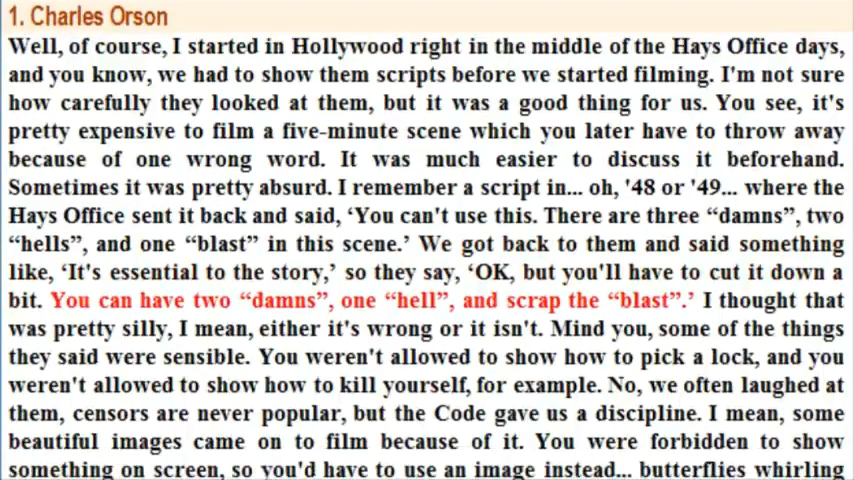 1. Charles Orson
Well, of course, I started in Hollywood right in the middle of the Hays Office days,
and you know, we had to show them scripts before we started filming. I'm not sure
how carefully they looked at them, but it was a good thing for us. You see, it's
pretty expensive to film a five-minute scene which you later have to throw away
because of one wrong word. It was much easier to discuss it beforehand.
Sometimes it was pretty absurd. I remember a script in... oh, '48 or '49... where the
Hays Office sent it back and said, ‘You can't use this. There are three “damns”, two
“hells”, and one “blast” in this scene.’ We got back to them and said something
like, ‘It's essential to the story,’ so they say, ‘OK, but you'll have to cut it down a
bit. You can have two “damns”, one “hell”, and scrap the “blast”.’ I thought that
was pretty silly, I mean, either it's wrong or it isn't. Mind you, some of the things
they said were sensible. You weren't allowed to show how to pick a lock, and you
weren't allowed to show how to kill yourself, for example. No, we often laughed at
them, censors are never popular, but the Code gave us a discipline. I mean, some
beautiful images came on to film because of it. You were forbidden to show
something on screen, so you'd have to use an image instead... butterflies whirling